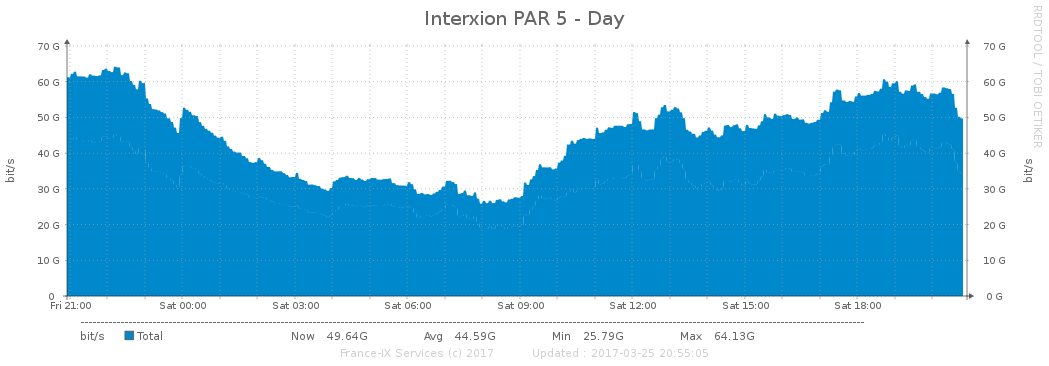 Interxion PAR 5 - Day
RRDTOOL / TOBI OETIKER
70 G 70 G
60 G 60 G
50 G 50 G
40 G 40 G
30 G 30 G
20 G 20 G
10 G 10 G
0 0 G
bit/s bit/s
Fri 21:00 Sat 00:00 Sat 03:00 Sat 06:00 Sat 09:00 Sat 12:00 Sat 15:00 Sat 18:00
bit/s Total Now 49.64G Avg 44.59G Min 25.79G Max 64.13G
France-IX Services (c) 2017 Updated : 2017-03-25 20:55:05